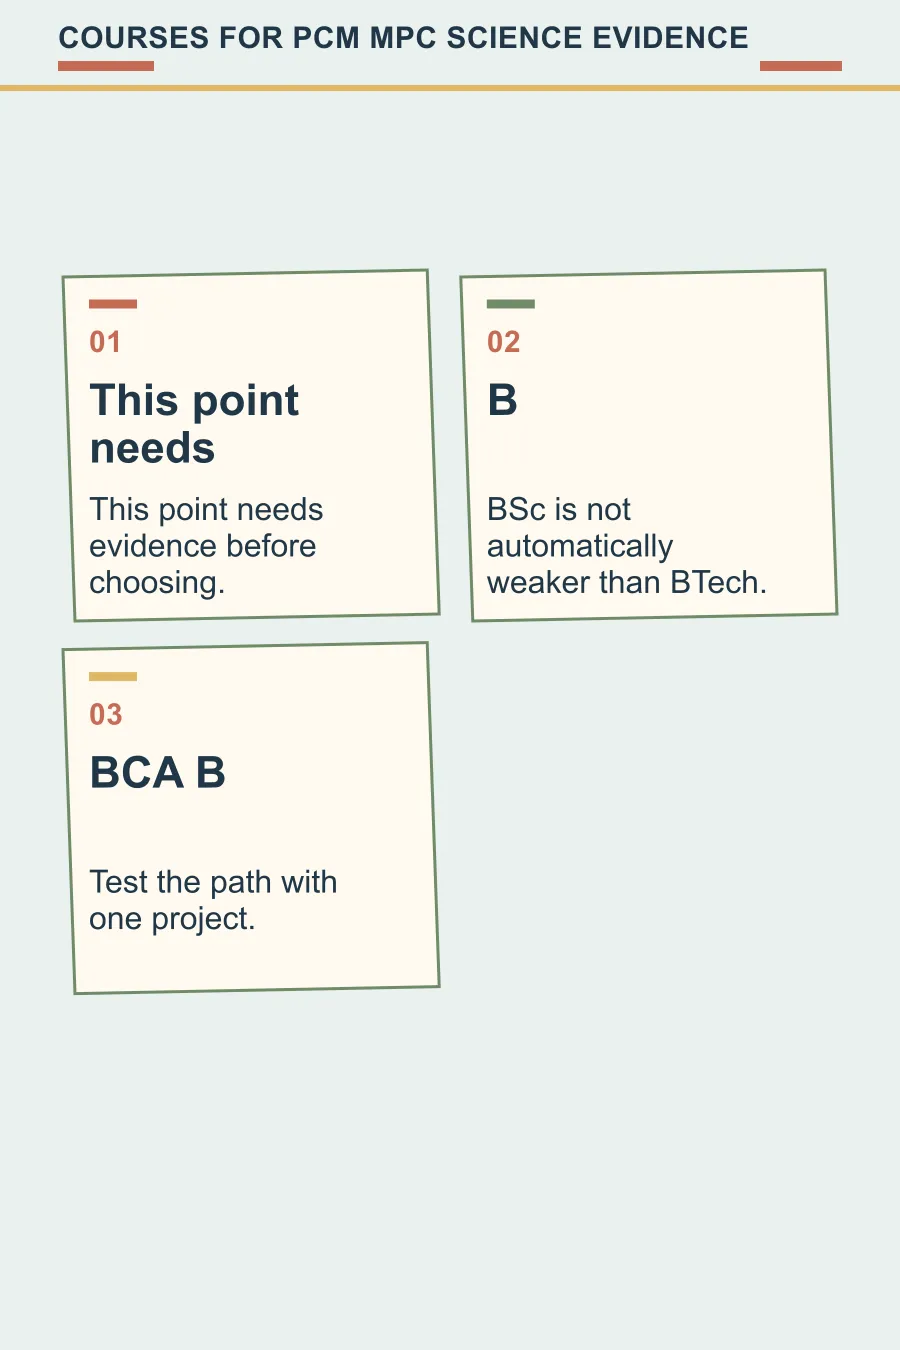 COURSES FOR PCM MPC SCIENCE EVIDENCE
01
This point
needs
This point needs
evidence before
choosing.
02
B
BSc is not
automatically
weaker than BTech.
03
BCA B
Test the path with
one project.